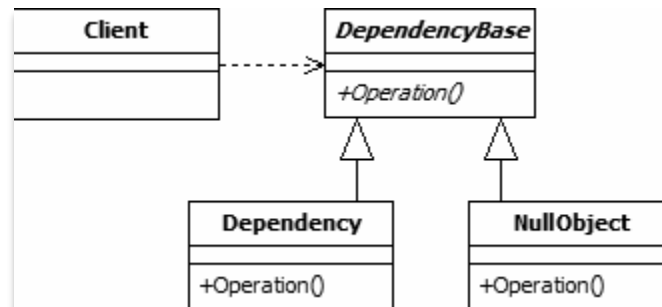 Client
DependencyBase
+Operation()
Dependency
NullObject
+Operation()
+Operation()